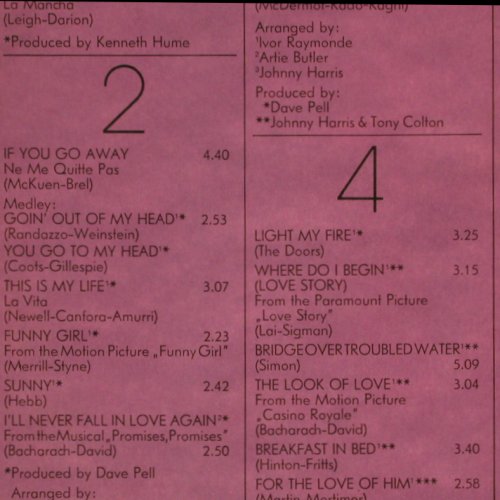 La Mancha
(Leigh-Darion)
*Produced by Kenneth Hume
2
IF YOU GO AWAY 4.40
Ne Me Quitte Pas
(McKuen-Brel)
Medley:
GOIN' OUT OF MY HEAD¹* 2.53
(Randazzo-Weinstein)
YOU GO TO MY HEAD¹*
(Coots-Gillespie)
THIS IS MY LIFE¹* 3.07
La Vita
(Newell-Canfora-Amurri)
FUNNY GIRL¹* 2.23
From the Motion Picture „Funny Girl"
(Merrill-Styne)
SUNNY¹* 2.42
(Hebb)
I'LL NEVER FALL IN LOVE AGAIN²*
From the Musical „Promises, Promises"
(Bacharach-David) 2.50
*Produced by Dave Pell
Arranged by:
(McDermot-Rado-Ragni)
Arranged by:
¹Ivor Raymonde
²Artie Butler
³Johnny Harris
Produced by:
*Dave Pell
**Johnny Harris & Tony Colton
4
LIGHT MY FIRE¹* 3.25
(The Doors)
WHERE DO I BEGIN¹** 3.15
(LOVE STORY)
From the Paramount Picture
„Love Story"
(Lai-Sigman)
BRIDGE OVER TROUBLED WATER¹**
(Simon) 5.09
THE LOOK OF LOVE¹** 3.04
From the Motion Picture
„Casino Royale"
(Bacharach-David)
BREAKFAST IN BED¹** 3.40
(Hinton-Fritts)
FOR THE LOVE OF HIM¹*** 2.58
(Martin-Mortimer)